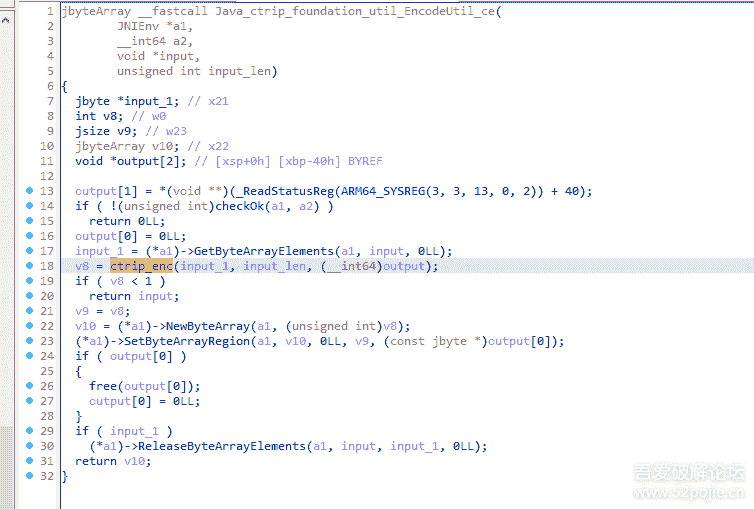 1 jbyteArray __fastcall Java_ctrip_foundation_util_EncodeUtil_ce(
2 JNIEnv *a1,
3 __int64 a2,
4 void *input,
5 unsigned int input_len)
6 {
7 jbyte *input_1; // x21
8 int v8; // w0
9 jsize v9; // w23
10 jbyteArray v10; // x22
11 void *output[2]; // [xsp+0h] [xbp-40h] BYREF
12
13 output[1] = *(void **)(_ReadStatusReg(ARM64_SYSREG(3, 3, 13, 0, 2)) + 40);
14 if ( !(unsigned int)checkOk(a1, a2) )
15 return 0LL;
16 output[0] = 0LL;
17 input_1 = (*a1)->GetByteArrayElements(a1, input, 0LL);
18 v8 = ctrip_enc(input_1, input_len, (__int64)output);
19 if ( v8 < 1 )
20 return input;
21 v9 = v8;
22 v10 = (*a1)->NewByteArray(a1, (unsigned int)v8);
23 (*a1)->SetByteArrayRegion(a1, v10, 0LL, v9, (const jbyte *)output[0]);
24 if ( output[0] )
25 {
26 free(output[0]);
27 output[0] = 0LL;
28 }
29 if ( input_1 )
30 (*a1)->ReleaseByteArrayElements(a1, input, input_1, 0LL);
31 return v10;
32 }
吾爱破解论坛
www.52pojie.cn